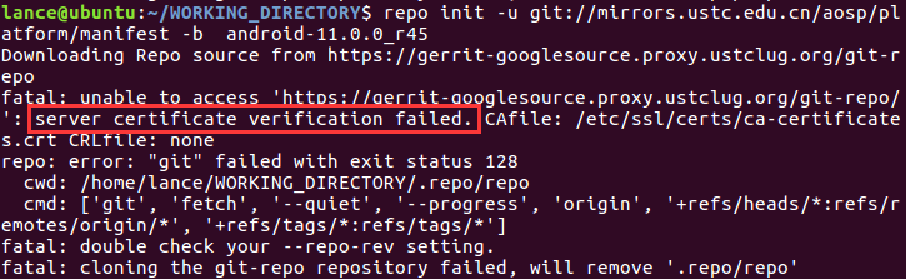 lance@ubuntu:~/WORKING_DIRECTORY$ repo init -u git://mirrors.ustc.edu.cn/aosp/pl
atform/manifest -b  android-11.0.0_r45
Downloading Repo source from https://gerrit-googlesource.proxy.ustclug.org/git-r
epo
fatal: unable to access 'https://gerrit-googlesource.proxy.ustclug.org/git-repo/
': server certificate verification failed. CAfile: /etc/ssl/certs/ca-certificate
s.crt CRLfile: none
repo: error: "git" failed with exit status 128
  cwd: /home/lance/WORKING_DIRECTORY/.repo/repo
  cmd: ['git', 'fetch', '--quiet', '--progress', 'origin', '+refs/heads/*:refs/r
emotes/origin/*', '+refs/tags/*:refs/tags/*']
fatal: double check your --repo-rev setting.
fatal: cloning the git-repo repository failed, will remove '.repo/repo'